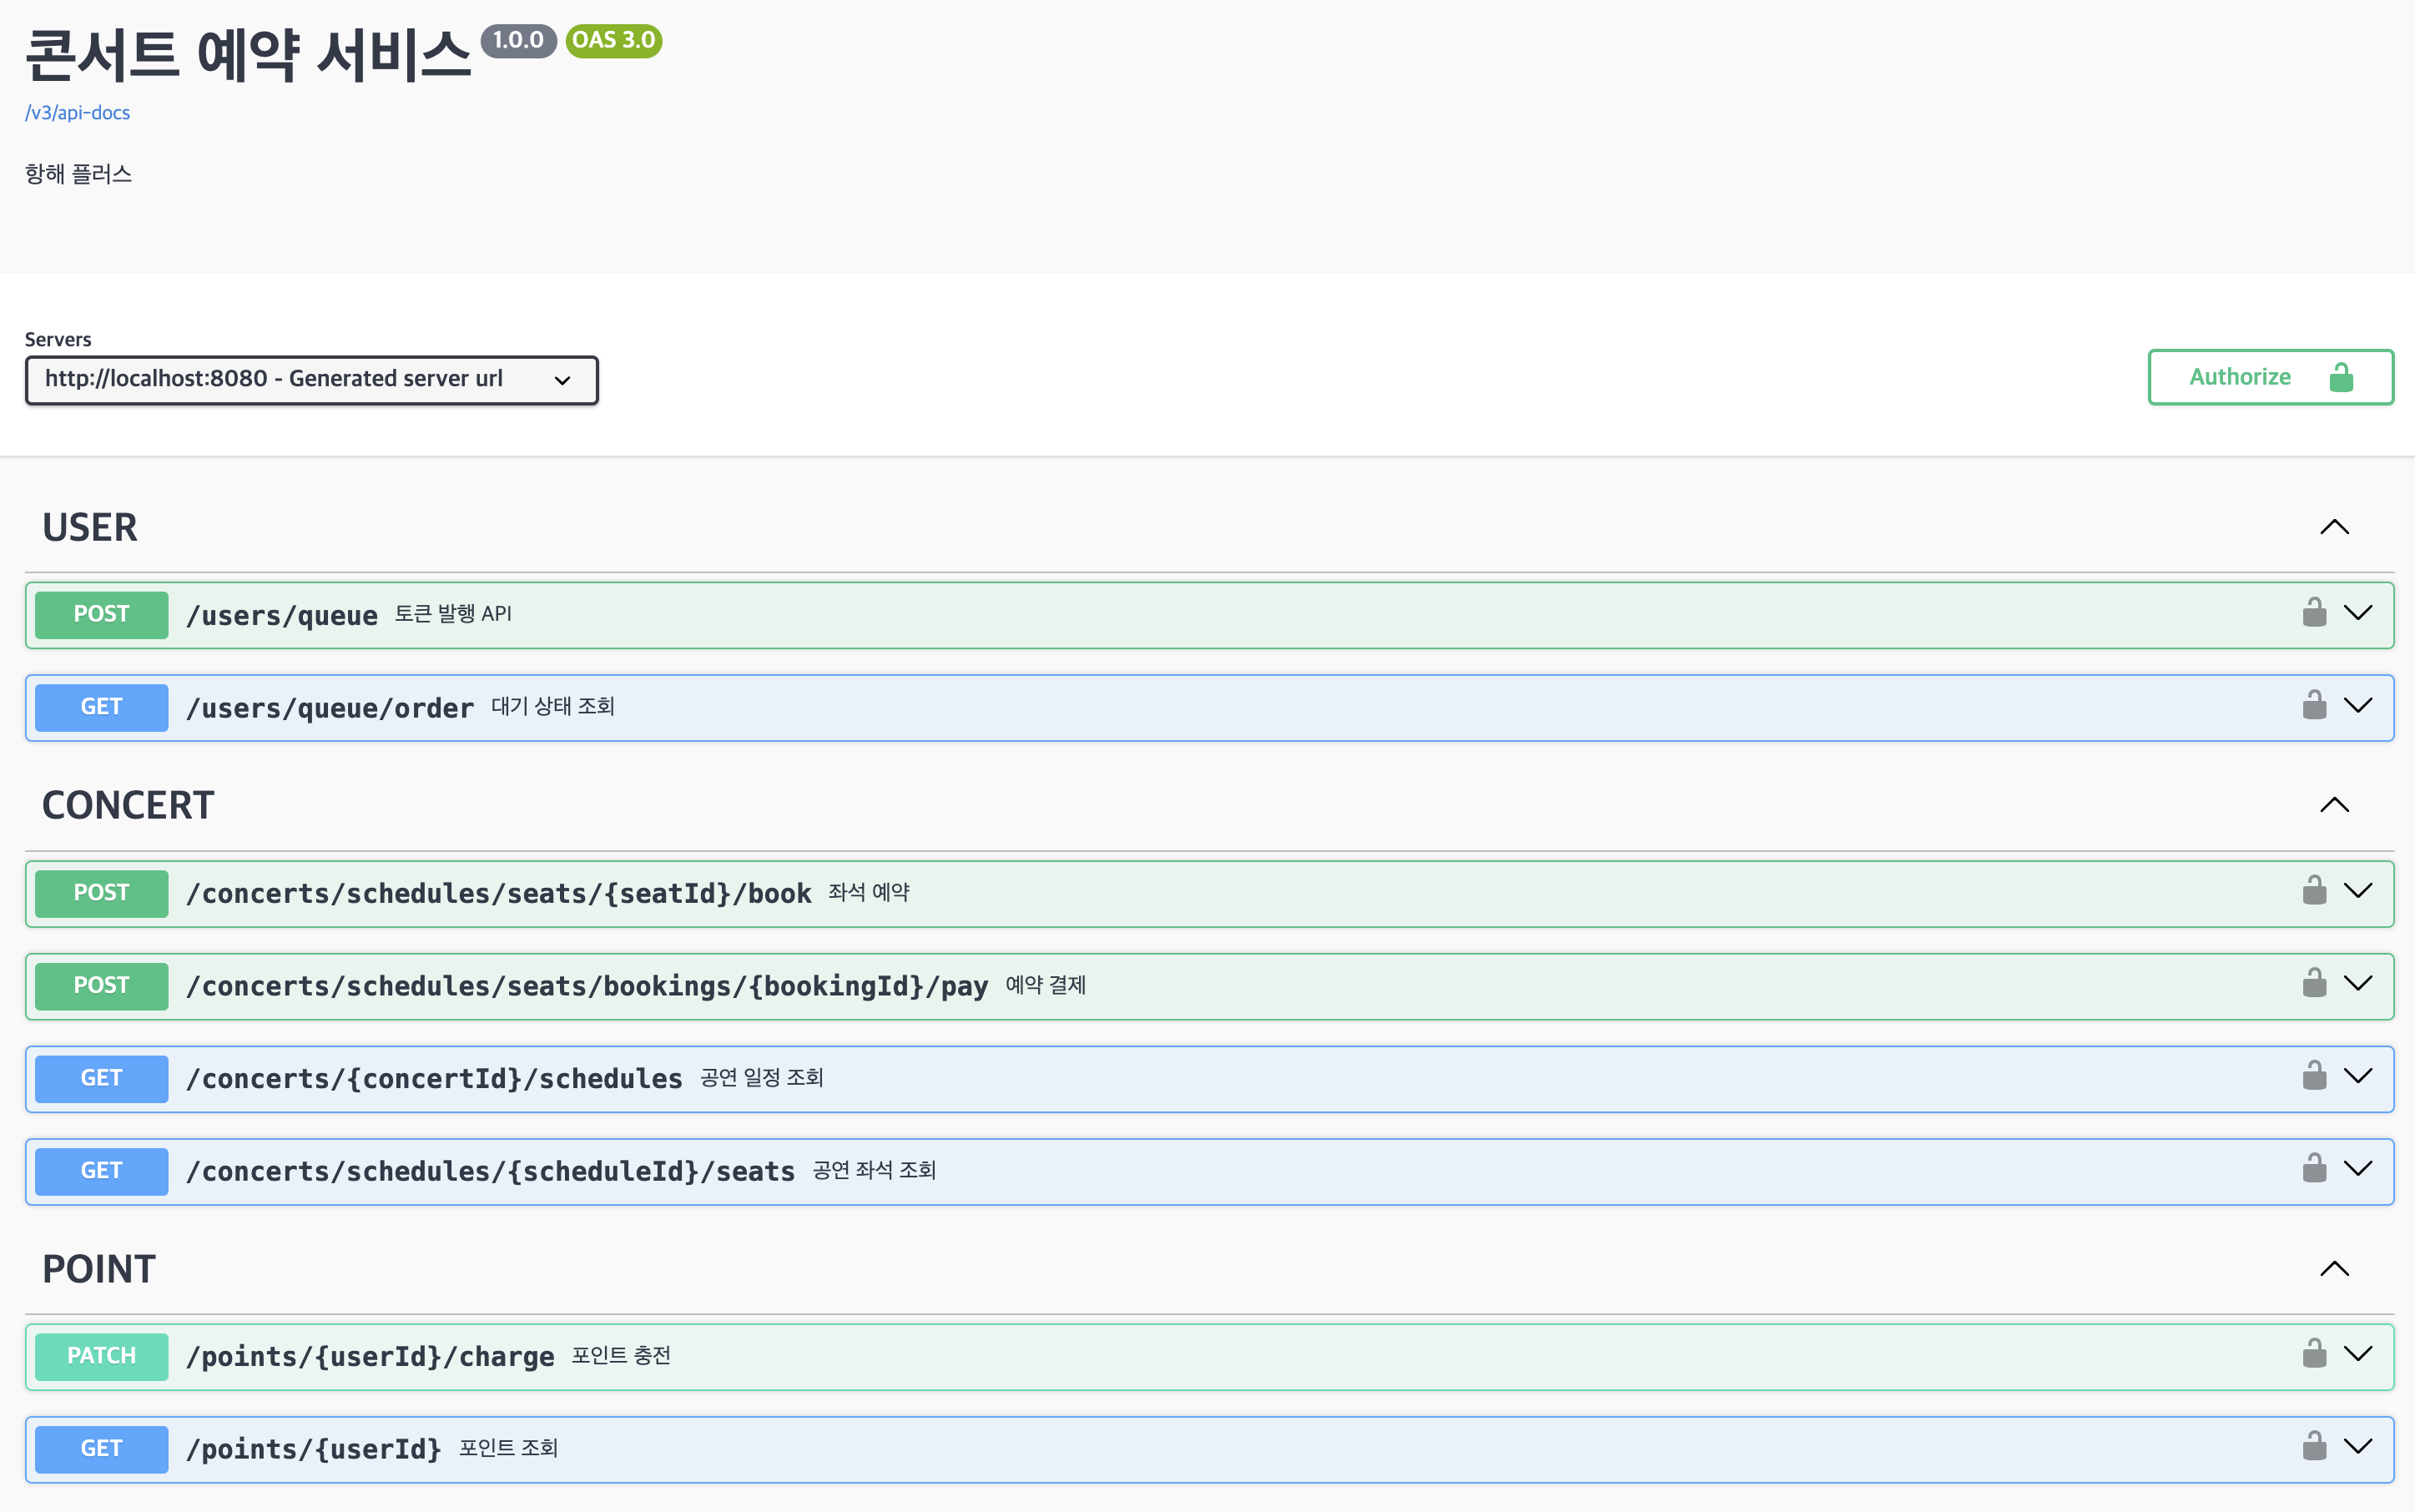 콘서트 예약 서비스 1.0.0 OAS 3.0
/v3/api-docs
항해 플러스
Servers
http://localhost:8080 - Generated server url
Authorize
USER
POST /users/queue 토큰 발행 API
GET /users/queue/order 대기 상태 조회
CONCERT
POST /concerts/schedules/seats/{seatId}/book 좌석 예약
POST /concerts/schedules/seats/bookings/{bookingId}/pay 예약 결제
GET /concerts/{concertId}/schedules 공연 일정 조회
GET /concerts/schedules/{scheduleId}/seats 공연 좌석 조회
POINT
PATCH /points/{userId}/charge 포인트 충전
GET /points/{userId} 포인트 조회